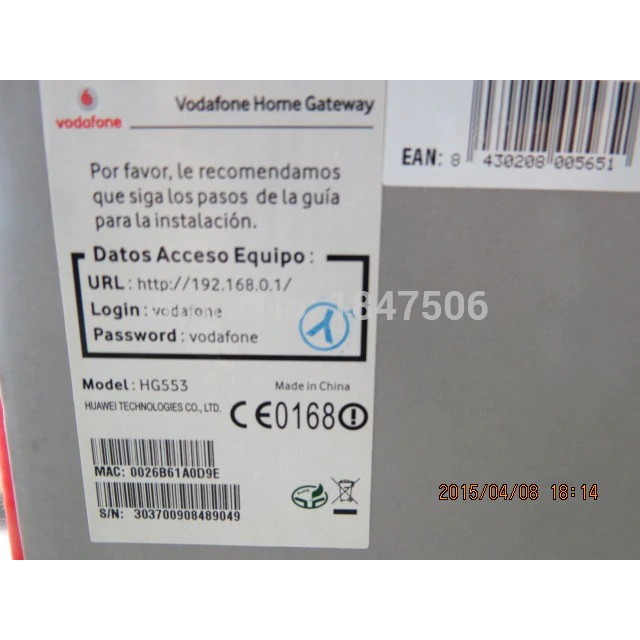 vodafone
Vodafone Home Gateway
EAN: 8 430208 005651
Por favor, le recomendamos
que siga los pasos de la guía
para la instalación.
Datos Acceso Equipo :
URL : http://192.168.0.1/
Login : vodafone
1847506
Password : vodafone
Model : HG553
Made in China
HUAWEI TECHNOLOGIES CO., LTD.
CE0168
MAC: 0026B61A0D9E
S/N: 303700908489049
2015/04/08 18:14